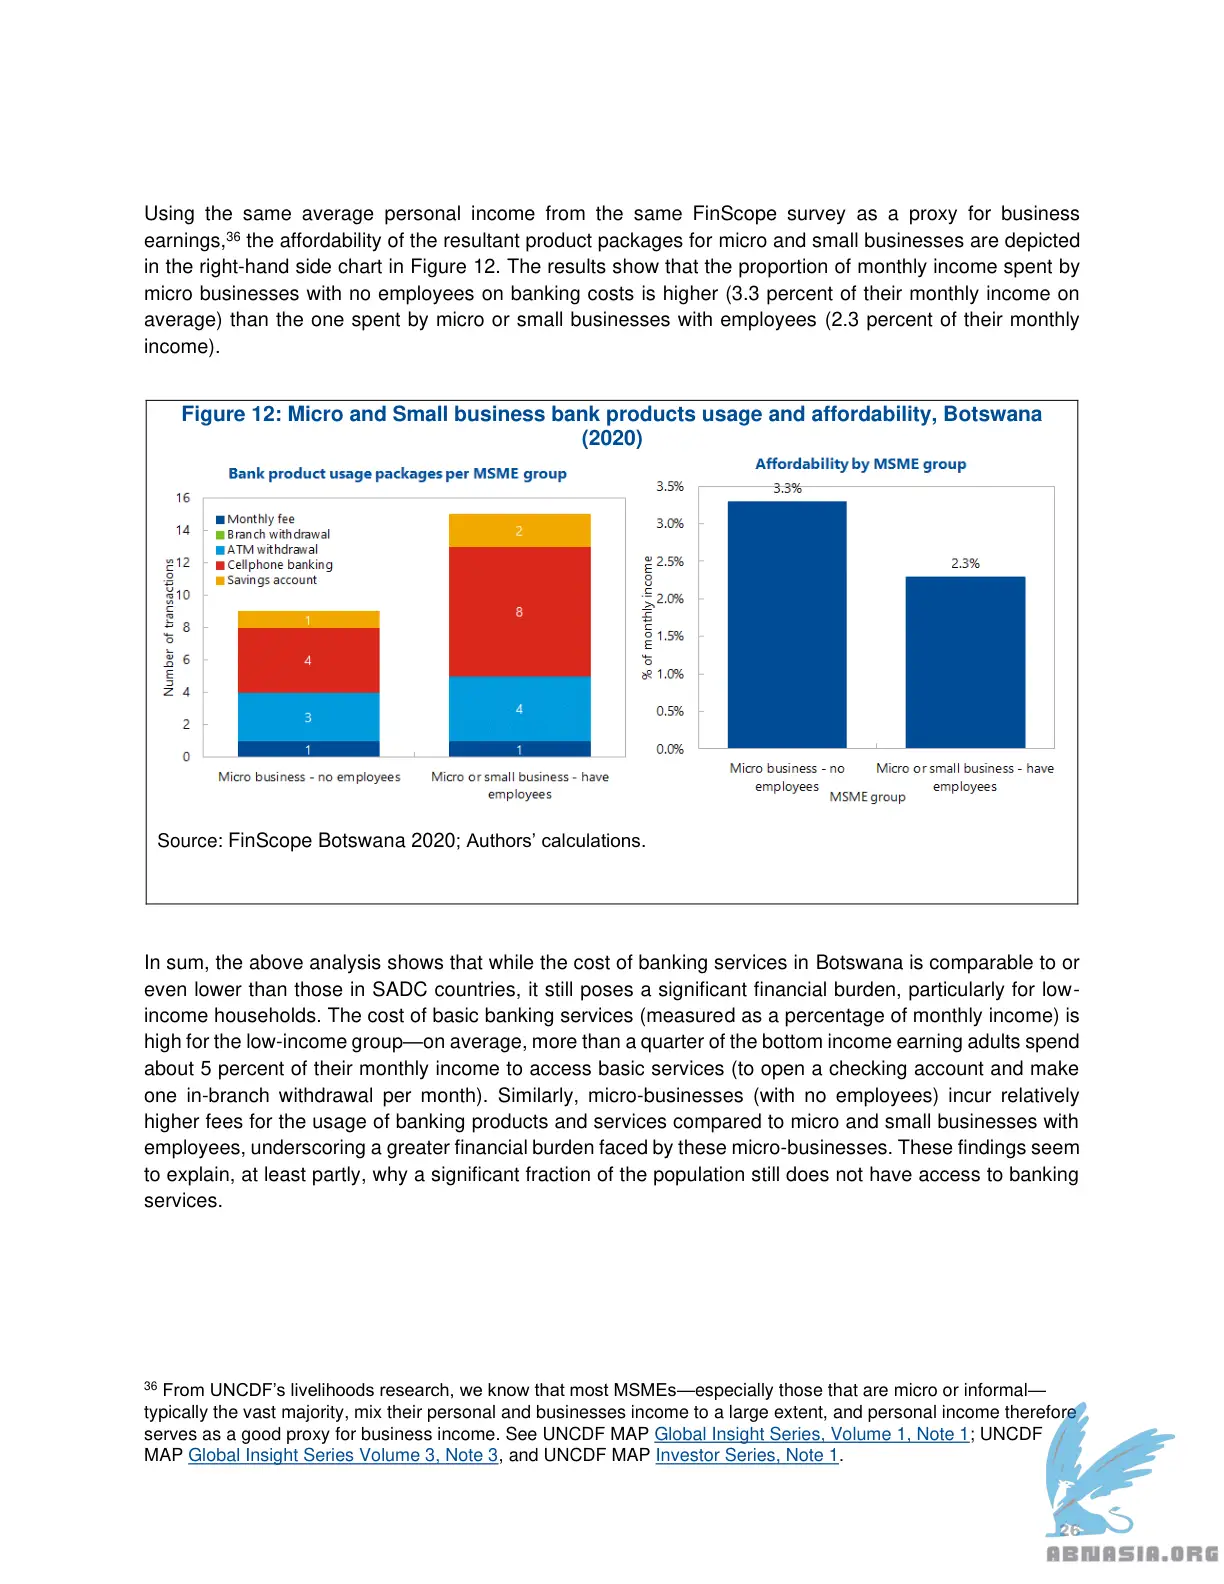 Using the same average personal income from the same FinScope survey as a proxy for business
earnings,36 the affordability of the resultant product packages for micro and small businesses are depicted
in the right-hand side chart in Figure 12. The results show that the proportion of monthly income spent by
micro businesses with no employees on banking costs is higher (3.3 percent of their monthly income on
average) than the one spent by micro or small businesses with employees (2.3 percent of their monthly
income).
Figure 12: Micro and Small business bank products usage and affordability, Botswana
(2020)
Bank product usage packages per MSME group
16
14
12
10
8
6
4
2
0
Number of transactions
Monthly fee
Branch withdrawal
ATM withdrawal
Cellphone banking
Savings account
1
4
3
1
2
8
4
1
Micro business - no employees
Micro or small business - have
employees
Affordability by MSME group
3.5%
3.0%
2.5%
2.0%
1.5%
1.0%
0.5%
0.0%
% of monthly income
3.3%
2.3%
Micro business - no
employees
Micro or small business - have
employees
MSME group
Source: FinScope Botswana 2020; Authors’ calculations.
In sum, the above analysis shows that while the cost of banking services in Botswana is comparable to or
even lower than those in SADC countries, it still poses a significant financial burden, particularly for low-
income households. The cost of basic banking services (measured as a percentage of monthly income) is
high for the low-income group—on average, more than a quarter of the bottom income earning adults spend
about 5 percent of their monthly income to access basic services (to open a checking account and make
one in-branch withdrawal per month). Similarly, micro-businesses (with no employees) incur relatively
higher fees for the usage of banking products and services compared to micro and small businesses with
employees, underscoring a greater financial burden faced by these micro-businesses. These findings seem
to explain, at least partly, why a significant fraction of the population still does not have access to banking
services.
36 From UNCDF’s livelihoods research, we know that most MSMEs—especially those that are micro or informal—
typically the vast majority, mix their personal and businesses income to a large extent, and personal income therefore
serves as a good proxy for business income. See UNCDF MAP Global Insight Series, Volume 1, Note 1; UNCDF
MAP Global Insight Series Volume 3, Note 3, and UNCDF MAP Investor Series, Note 1.
26
ABNASIA.ORG